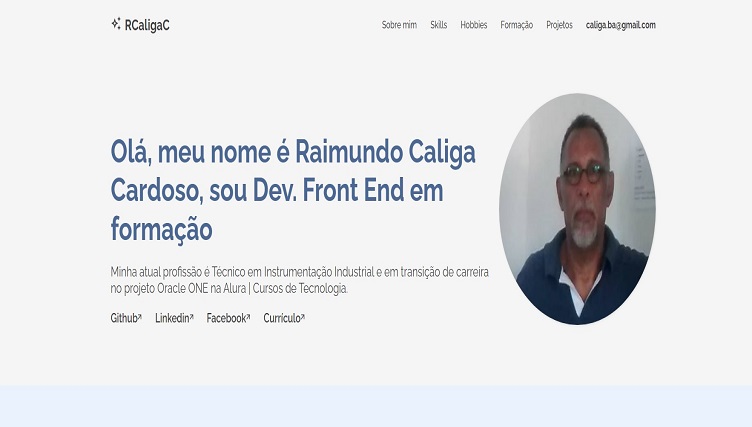 RCaligaC
Sobre mim Skills Hobbies Formação Projetos caliga.ba@gmail.com
Olá, meu nome é Raimundo Caliga
Cardoso, sou Dev. Front End em
formação
Minha atual profissão é Técnico em Instrumentação Industrial e em transição de carreira
no projeto Oracle ONE na Alura | Cursos de Tecnologia.
Github Linkedin Facebook Currículo